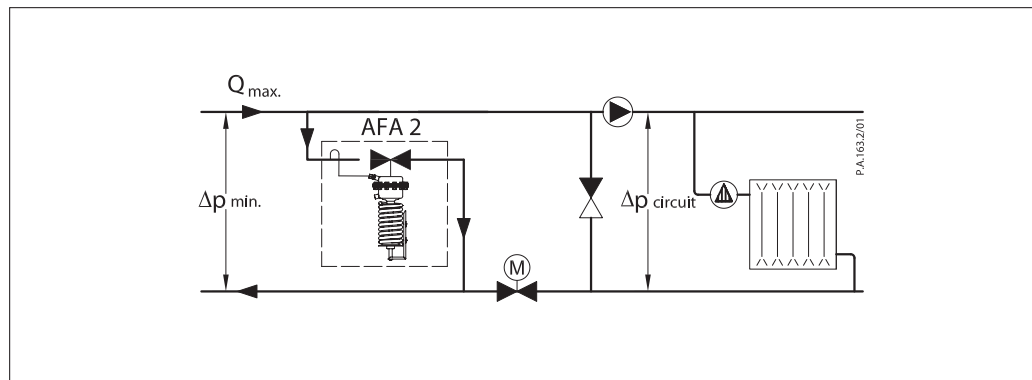 Q max.
AFA 2
Δp min.
Δp circuit
M
P.A.163.2/01